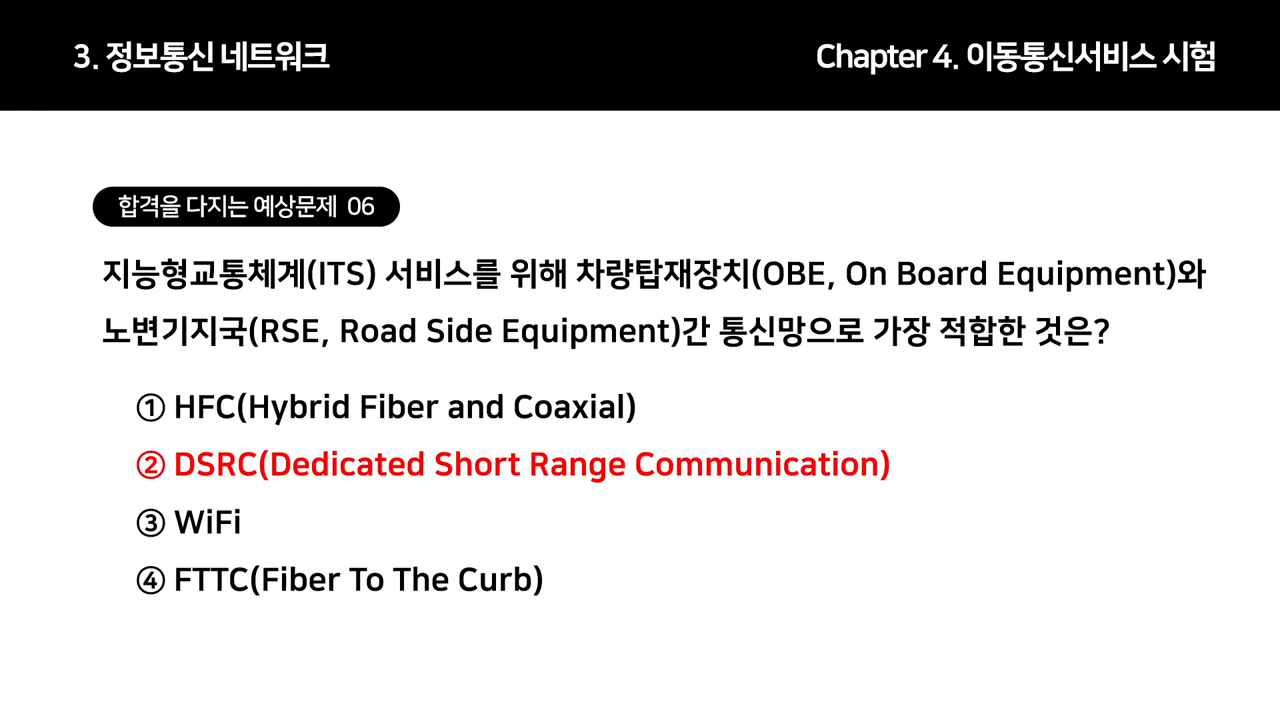 3. 정보통신 네트워크
Chapter 4. 이동통신서비스 시험
합격을 다지는 예상문제 06
지능형교통체계(ITS) 서비스를 위해 차량탑재장치(OBE, On Board Equipment)와
노변기지국(RSE, Road Side Equipment)간 통신망으로 가장 적합한 것은?
① HFC(Hybrid Fiber and Coaxial)
② DSRC(Dedicated Short Range Communication)
③ WiFi
④ FTTC(Fiber To The Curb)